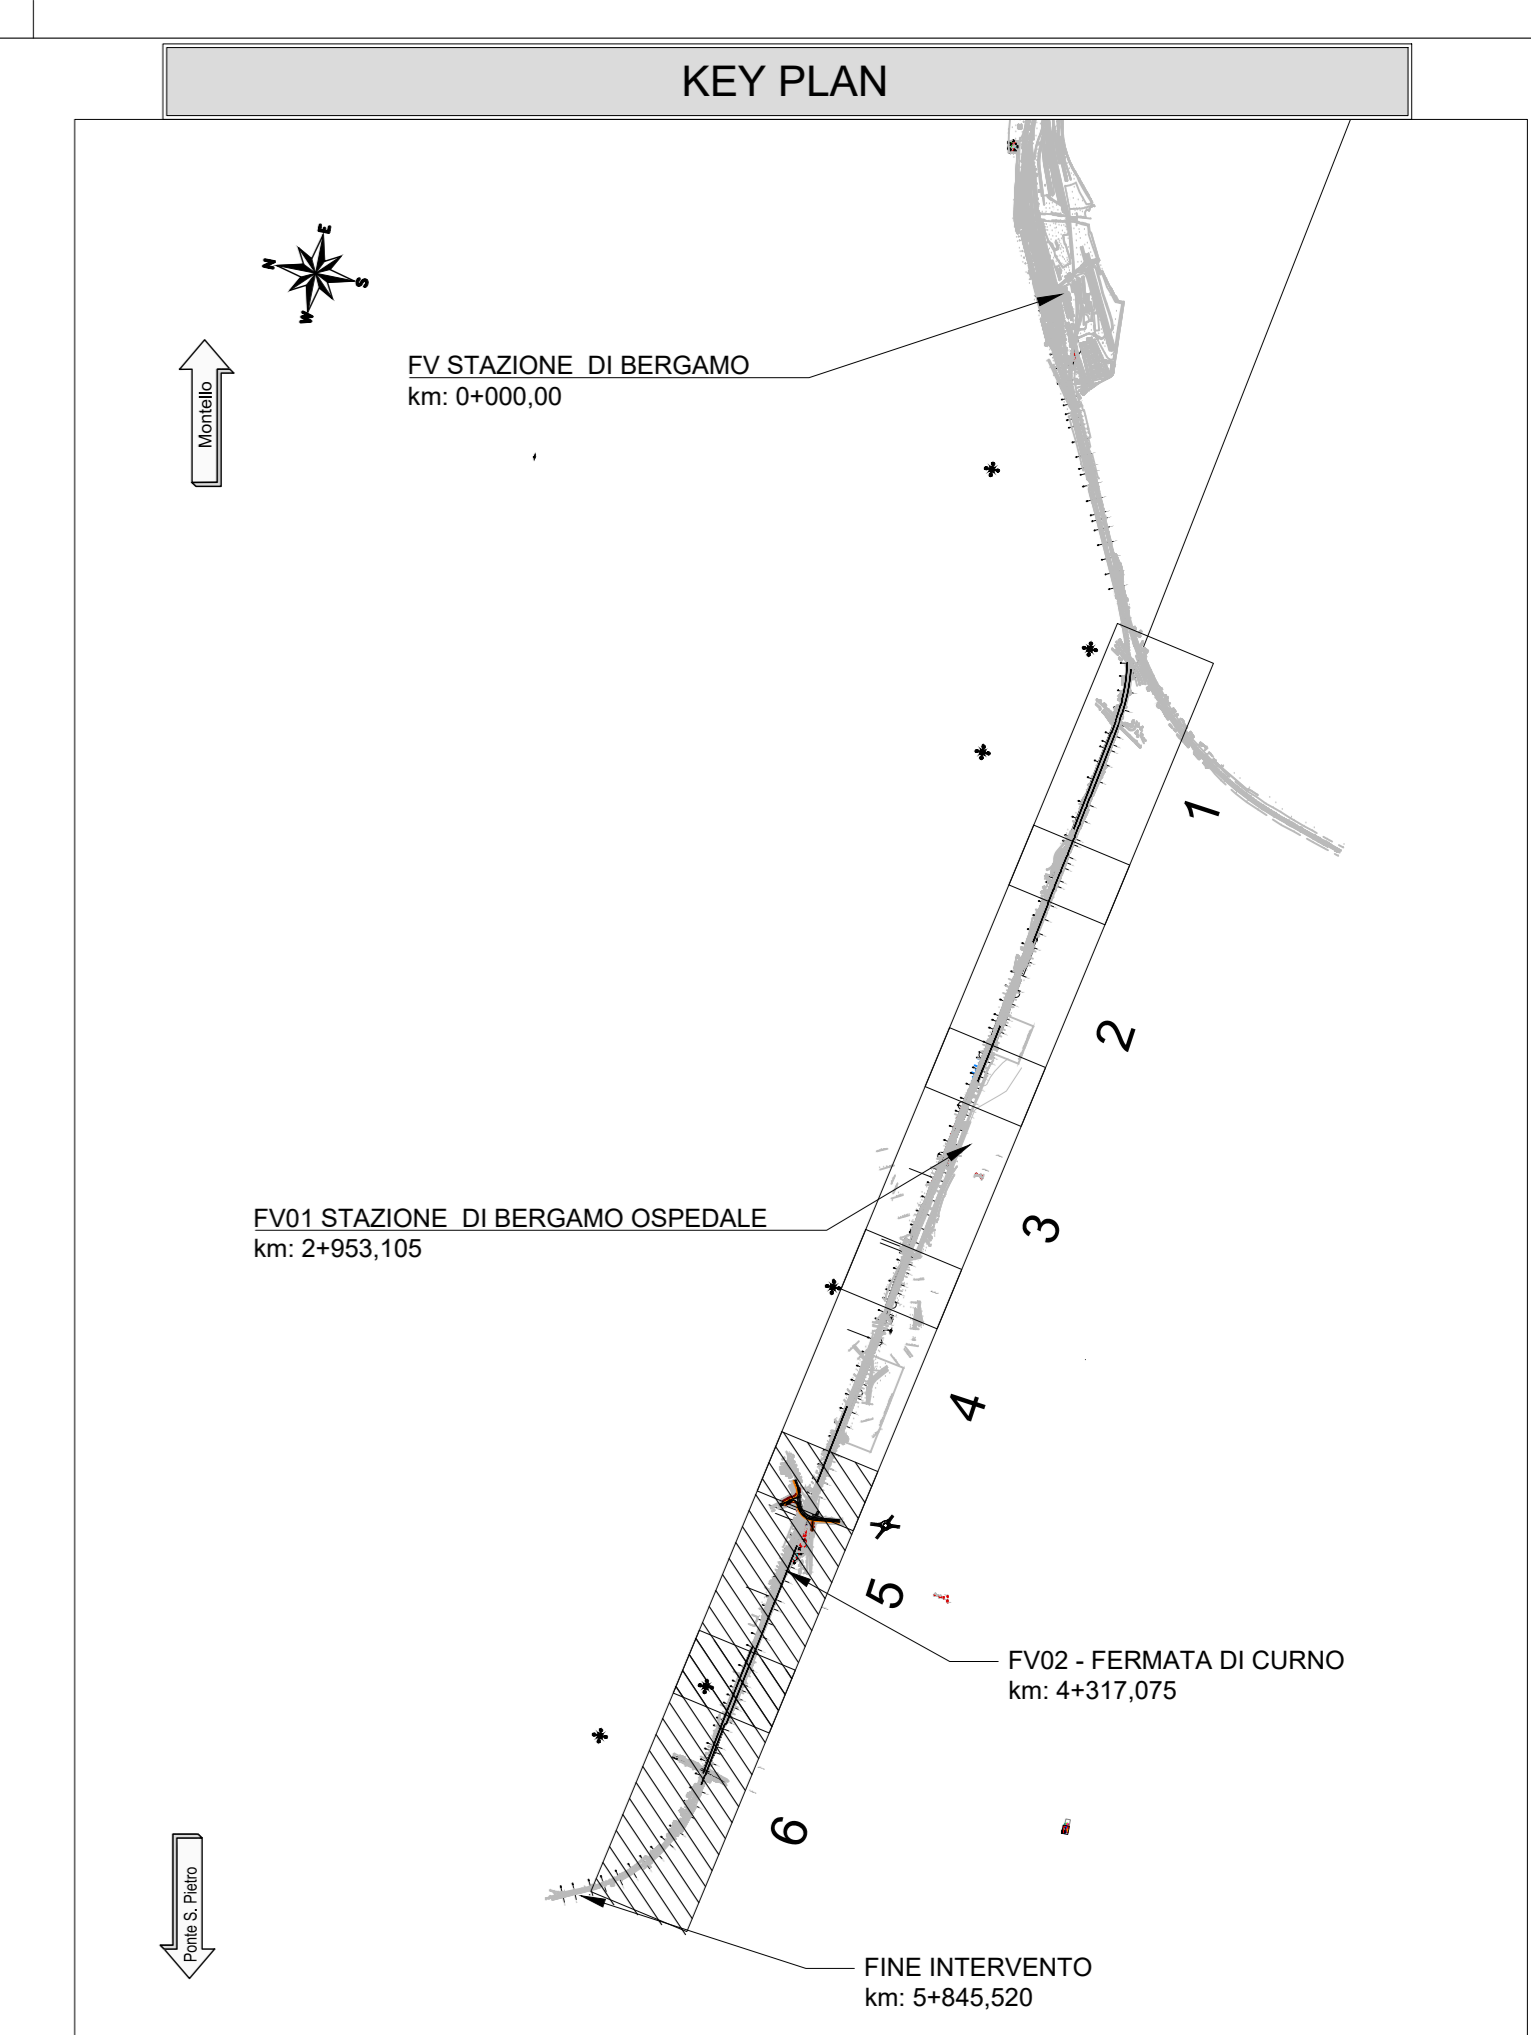 KEY PLAN
E
N
S
W
Montello
FV STAZIONE DI BERGAMO
km: 0+000,00
1
2
FV01 STAZIONE DI BERGAMO OSPEDALE
km: 2+953,105
3
4
5
FV02 - FERMATA DI CURNO
km: 4+317,075
6
Ponte S. Pietro
FINE INTERVENTO
km: 5+845,520